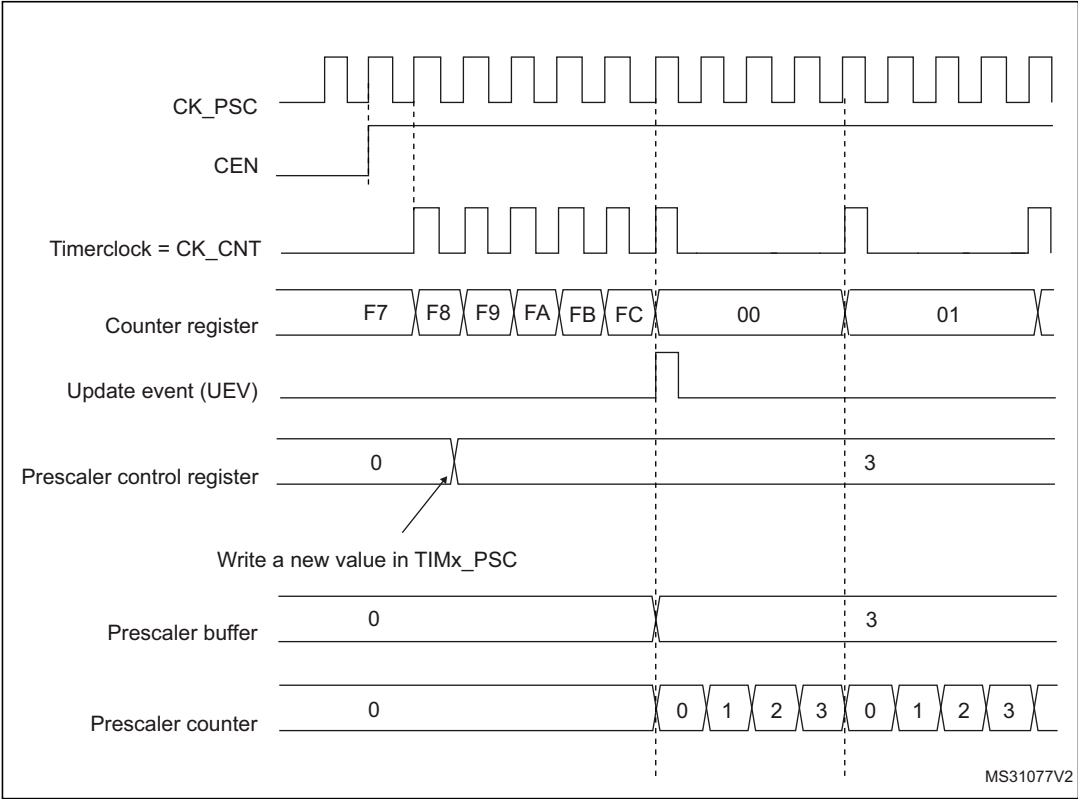 CK_PSC
CEN
Timerclock = CK_CNT
Counter register F7 F8 F9 FA FB FC 00 01
Update event (UEV)
Prescaler control register 0 3
Write a new value in TIMx_PSC
Prescaler buffer 0 3
Prescaler counter 0 0 1 2 3 0 1 2 3
MS31077V2